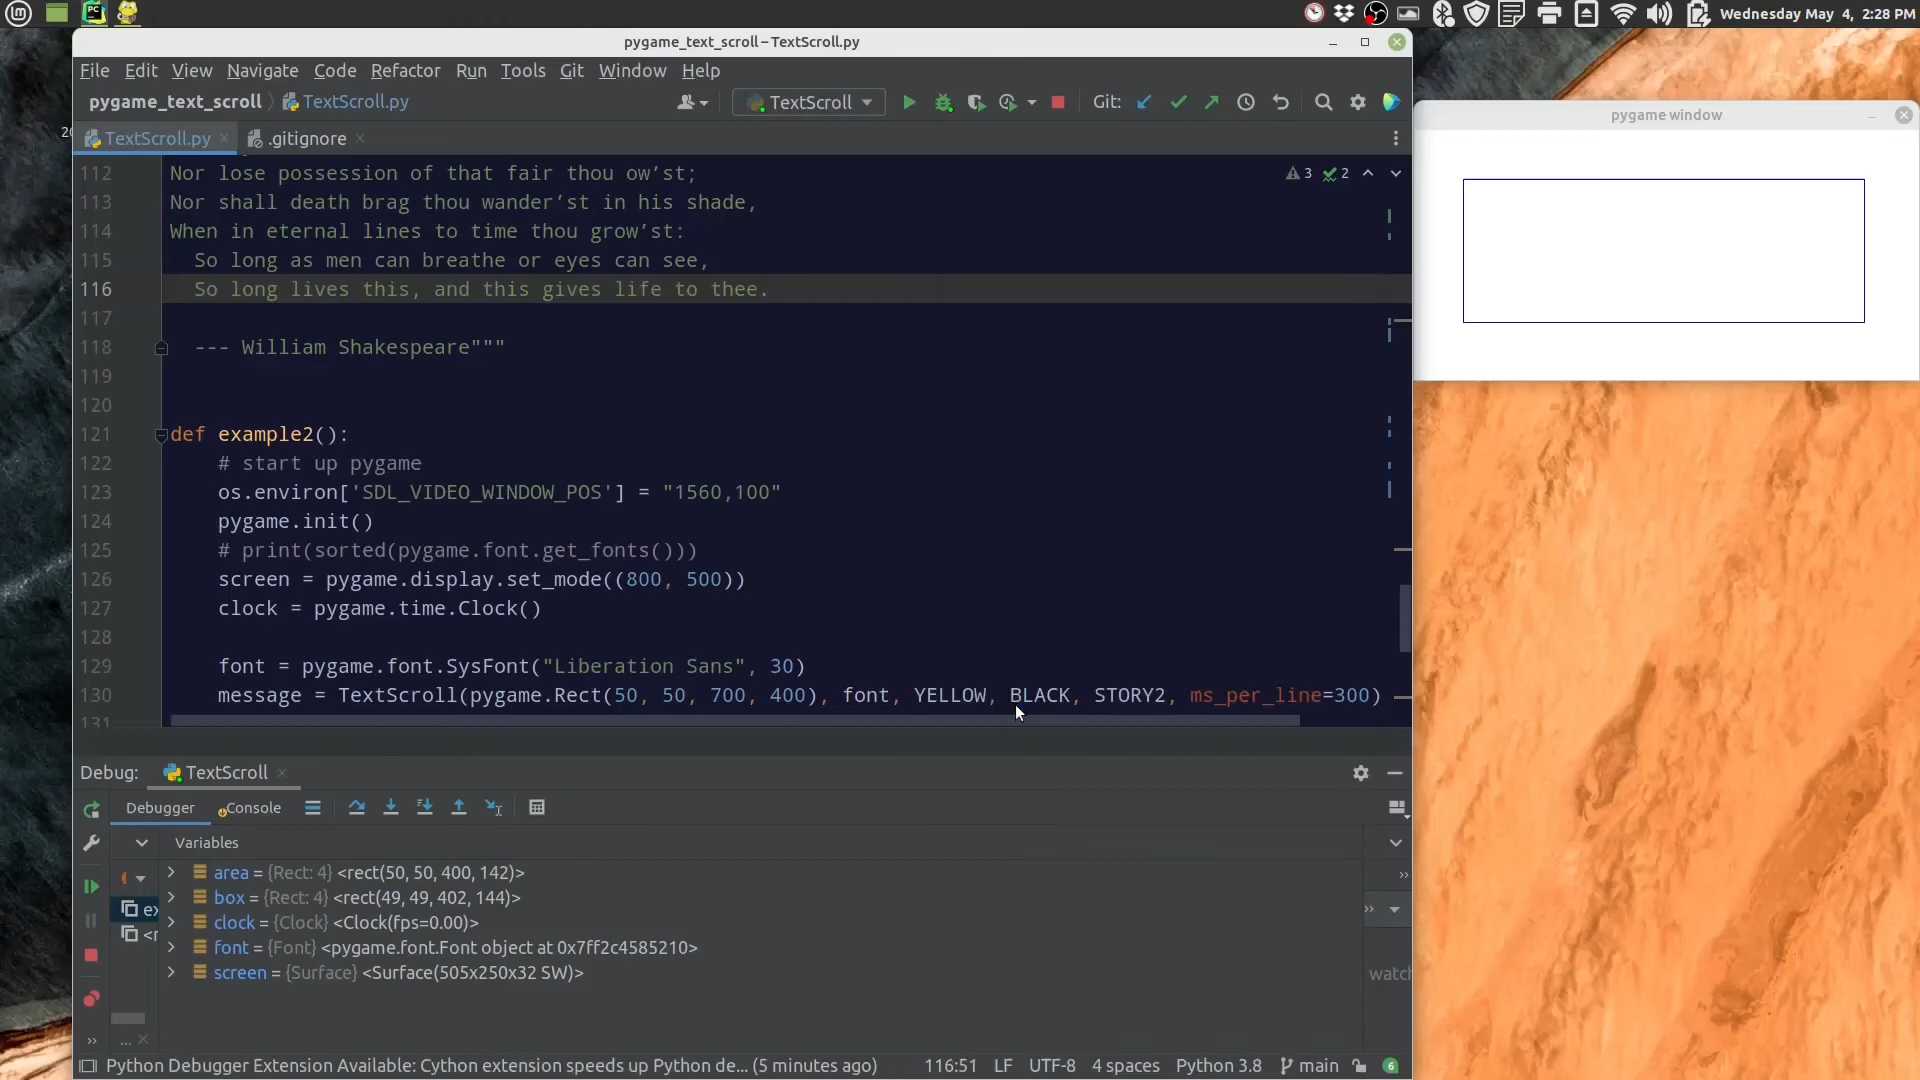 Wednesday May 4, 2:28 PM
pygame_text_scroll – TextScroll.py
File Edit View Navigate Code Refactor Run Tools Git Window Help
pygame_text_scroll TextScroll.py TextScroll Git:
TextScroll.py .gitignore
pygame window
112 Nor lose possession of that fair thou ow’st;
3 2
113 Nor shall death brag thou wander’st in his shade,
114 When in eternal lines to time thou grow’st:
115 So long as men can breathe or eyes can see,
116 So long lives this, and this gives life to thee.
117
118 --- William Shakespeare"""
119
120
121 def example2():
122 # start up pygame
123 os.environ['SDL_VIDEO_WINDOW_POS'] = "1560,100"
124 pygame.init()
125 # print(sorted(pygame.font.get_fonts()))
126 screen = pygame.display.set_mode((800, 500))
127 clock = pygame.time.Clock()
128
129 font = pygame.font.SysFont("Liberation Sans", 30)
130 message = TextScroll(pygame.Rect(50, 50, 700, 400), font, YELLOW, BLACK, STORY2, ms_per_line=300)
131
Debug: TextScroll
Debugger Console
Variables
area = {Rect: 4} <rect(50, 50, 400, 142)>
box = {Rect: 4} <rect(49, 49, 402, 144)>
clock = {Clock} <Clock(fps=0.00)>
font = {Font} <pygame.font.Font object at 0x7ff2c4585210>
screen = {Surface} <Surface(505x250x32 SW)>
ex
<r
watch
Python Debugger Extension Available: Cython extension speeds up Python de... (5 minutes ago) 116:51 LF UTF-8 4 spaces Python 3.8 main 6